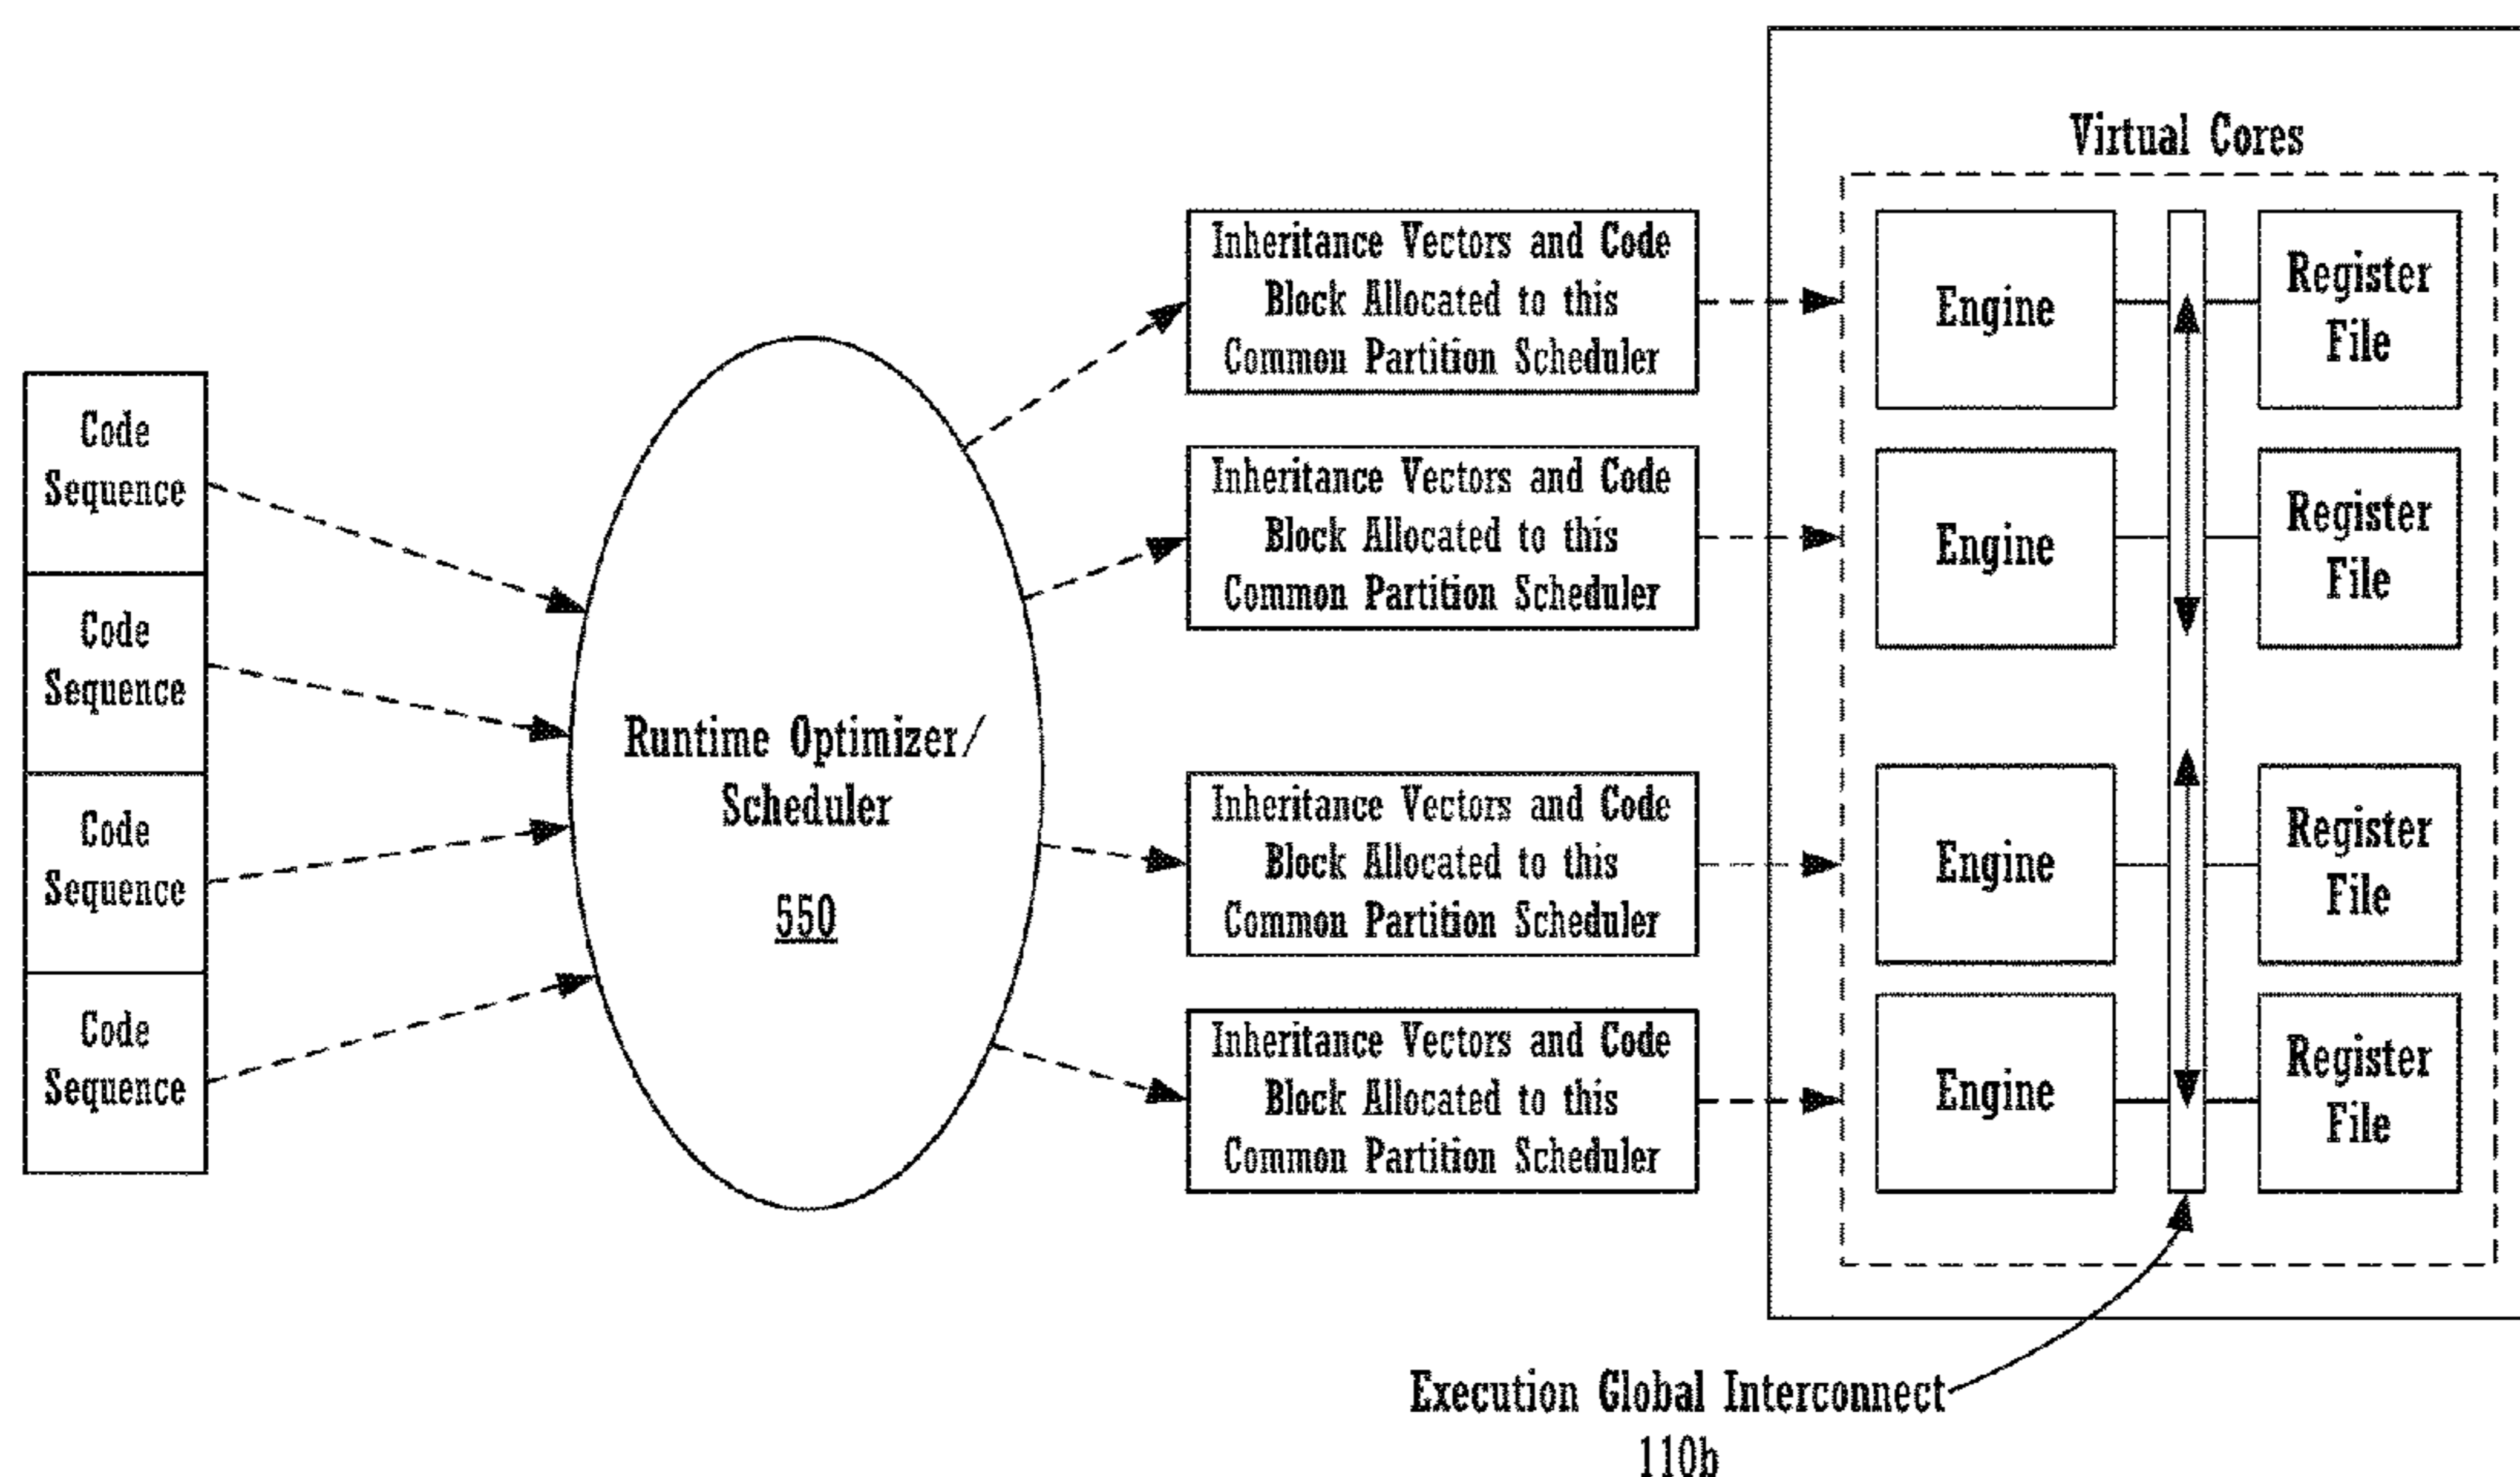 Virtual Cores
Code
Sequence
Code
Sequence
Code
Sequence
Code
Sequence
Runtime Optimizer/
Scheduler
550
Inheritance Vectors and Code
Block Allocated to this
Common Partition Scheduler
Inheritance Vectors and Code
Block Allocated to this
Common Partition Scheduler
Inheritance Vectors and Code
Block Allocated to this
Common Partition Scheduler
Inheritance Vectors and Code
Block Allocated to this
Common Partition Scheduler
Engine
Register
File
Engine
Register
File
Engine
Register
File
Engine
Register
File
Execution Global Interconnect
110b